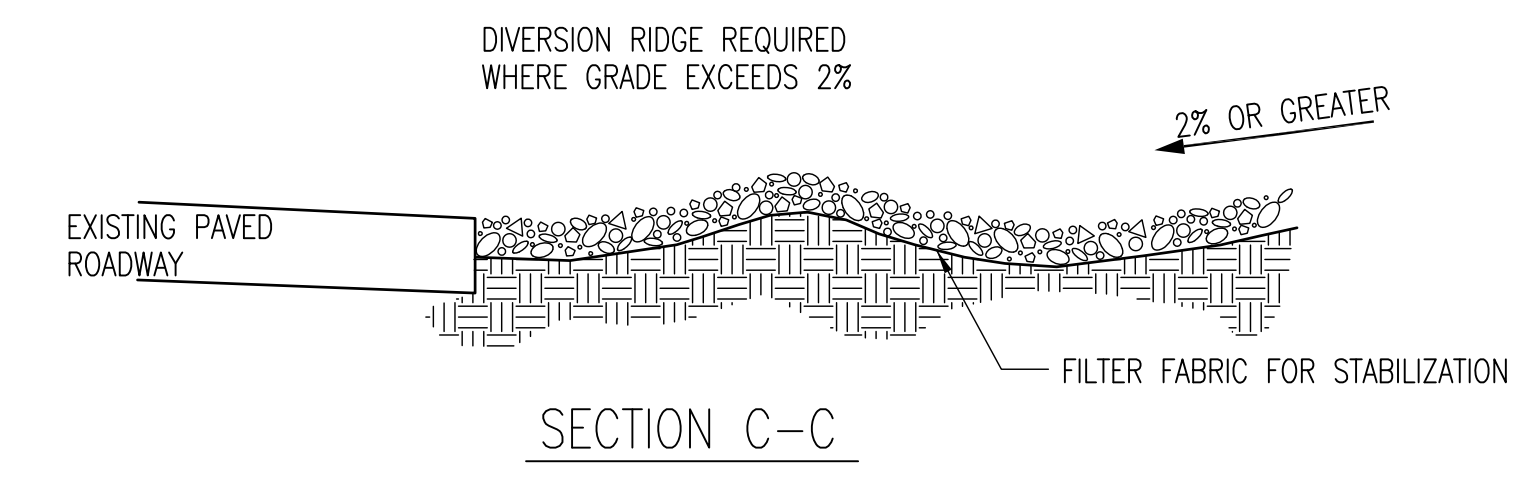 DIVERSION RIDGE REQUIRED
WHERE GRADE EXCEEDS 2%
2% OR GREATER
EXISTING PAVED
ROADWAY
FILTER FABRIC FOR STABILIZATION
SECTION C-C